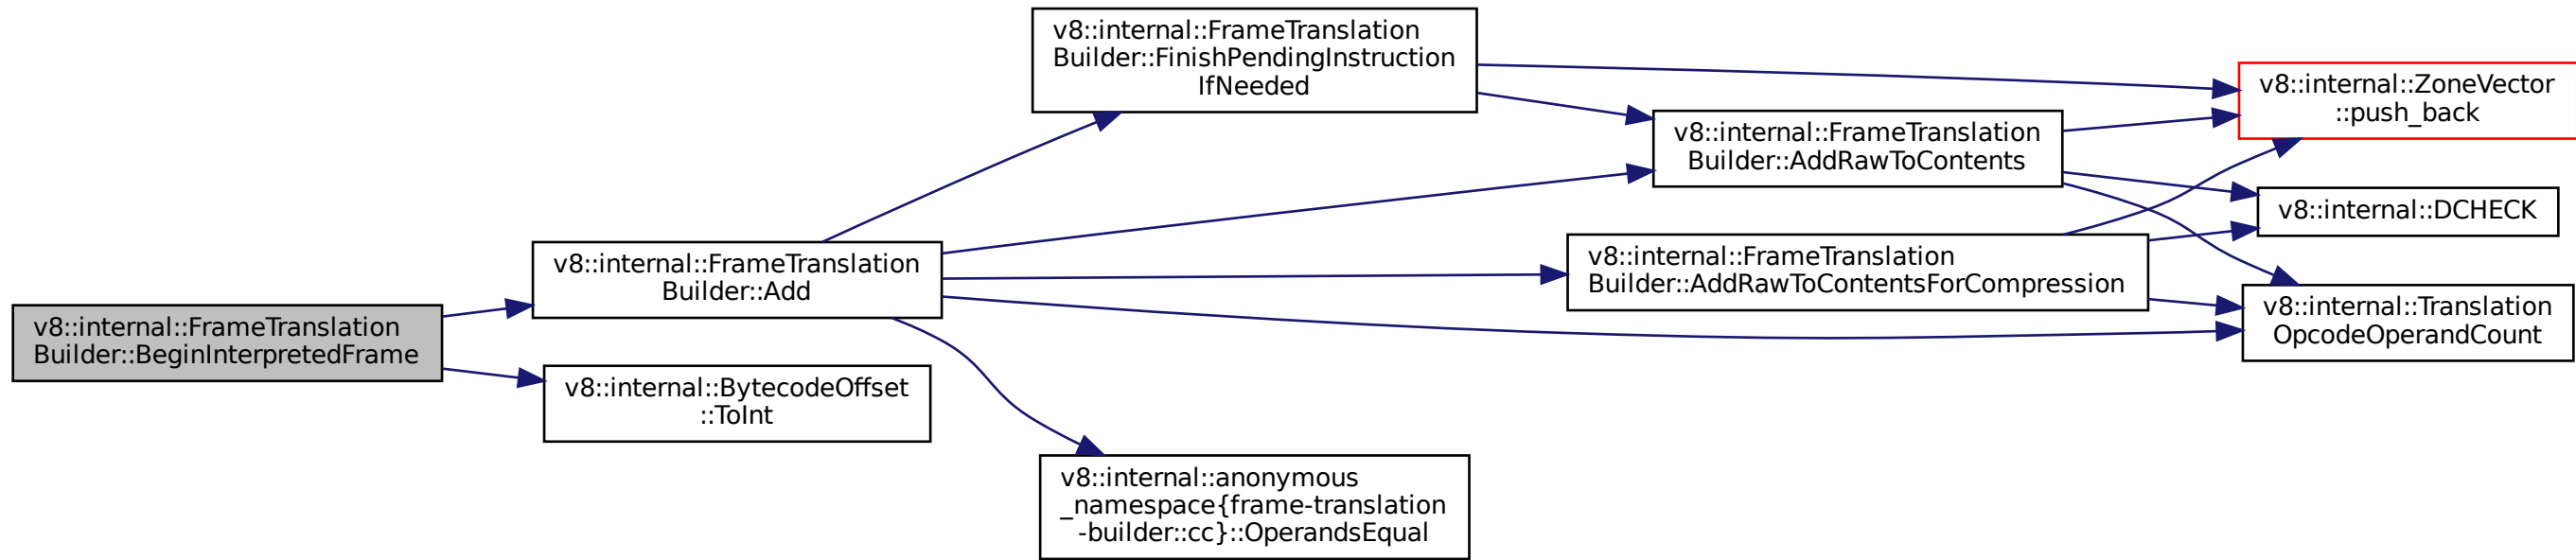 v8::internal::FrameTranslation
Builder::BeginInterpretedFrame
v8::internal::FrameTranslation
Builder::Add
v8::internal::BytecodeOffset
::ToInt
v8::internal::FrameTranslation
Builder::FinishPendingInstruction
IfNeeded
v8::internal::anonymous
_namespace{frame-translation
-builder::cc}::OperandsEqual
v8::internal::FrameTranslation
Builder::AddRawToContents
v8::internal::FrameTranslation
Builder::AddRawToContentsForCompression
v8::internal::ZoneVector
::push_back
v8::internal::DCHECK
v8::internal::Translation
OpcodeOperandCount